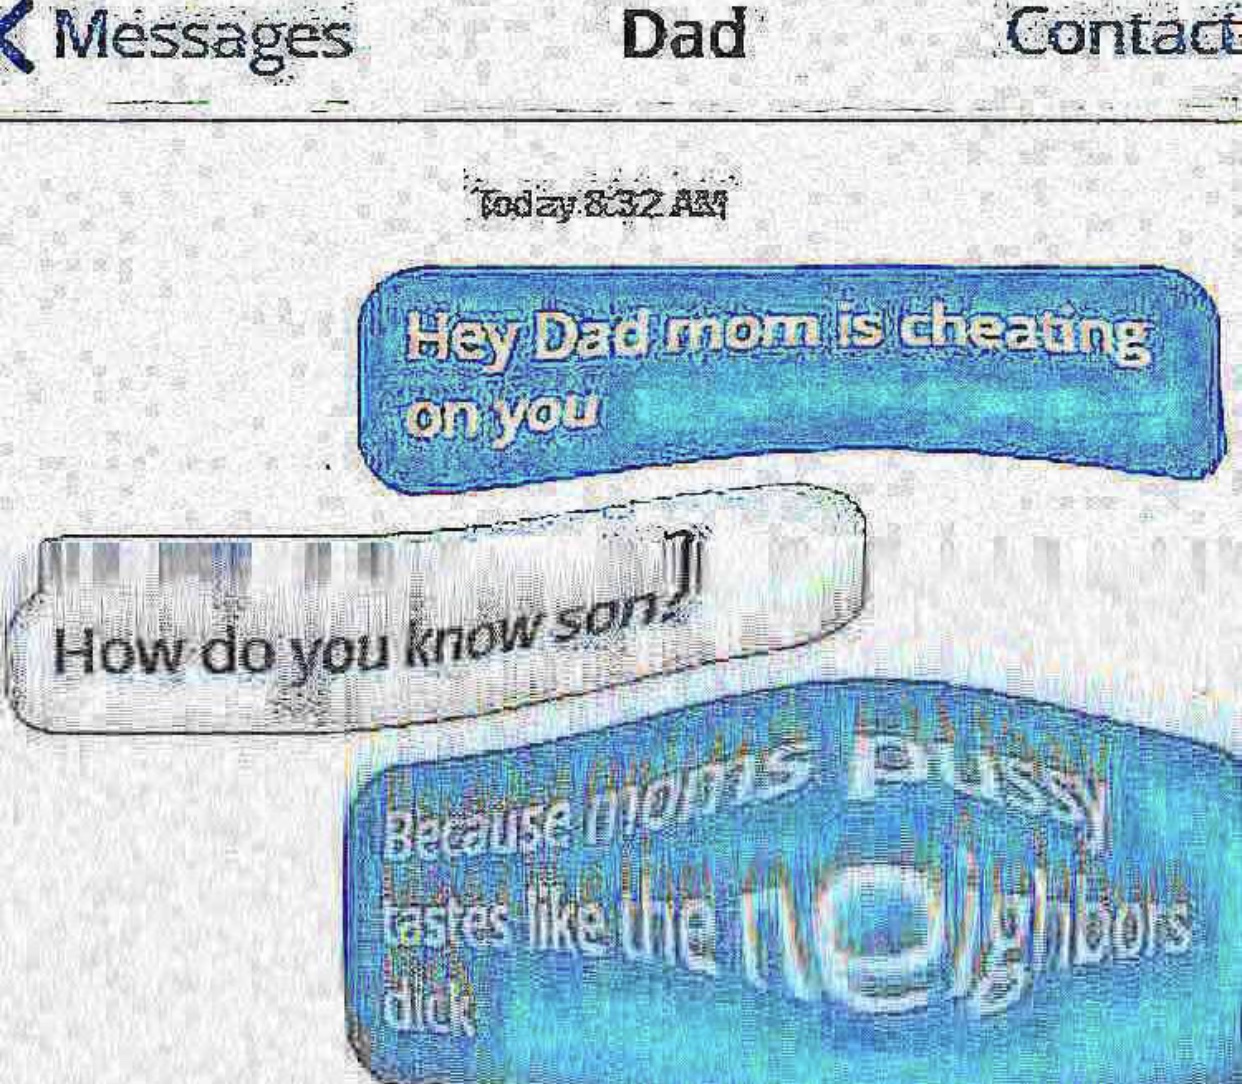 Messages
Dad
Contact
Today 8:32 AM
Hey Dad mom is cheating
on you
How do you know son?
Because moms pussy
tastes like the neighbors
dick